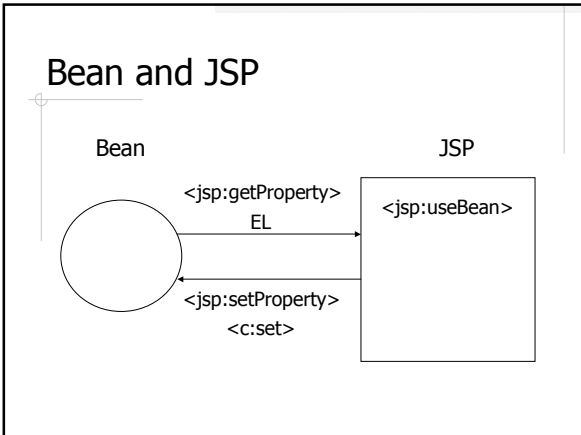 Bean and JSP
Bean
JSP
<jsp:getProperty>
EL
<jsp:useBean>
<jsp:setProperty>
<c:set>